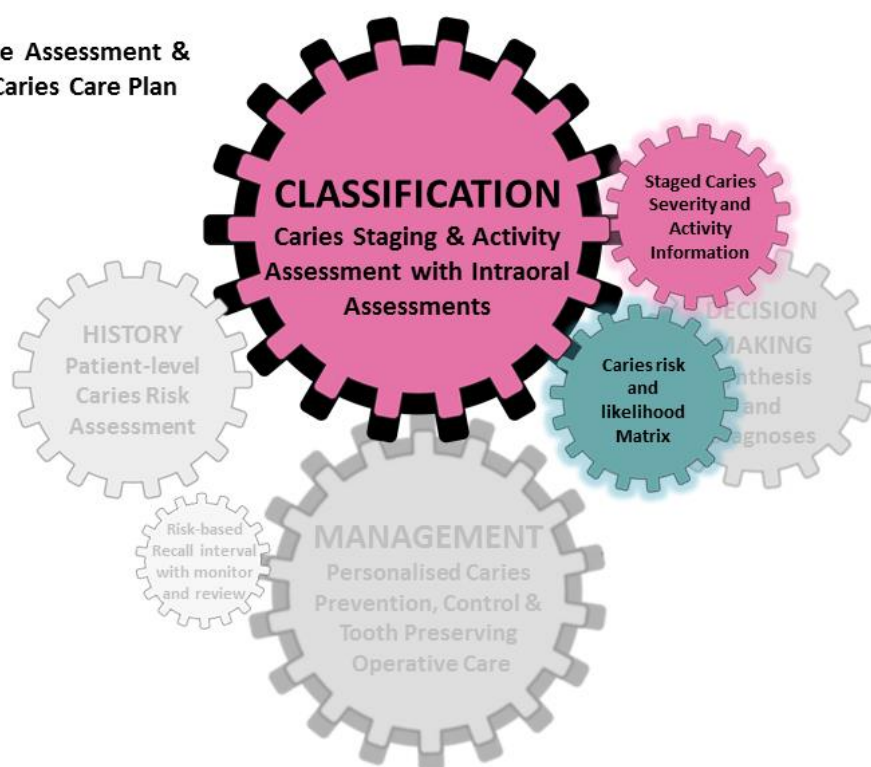 e Assessment &
Caries Care Plan
CLASSIFICATION
Caries Staging & Activity
Assessment with Intraoral
Assessments
Staged Caries
Severity and
Activity
Information
HISTORY
Patient-level
Caries Risk
Assessment
DECISION
MAKING
nthesis
and
agnoses
Caries risk
and
likelihood
Matrix
Risk-based
Recall interval
with monitor
and review
MANAGEMENT
Personalised Caries
Prevention, Control &
Tooth Preserving
Operative Care